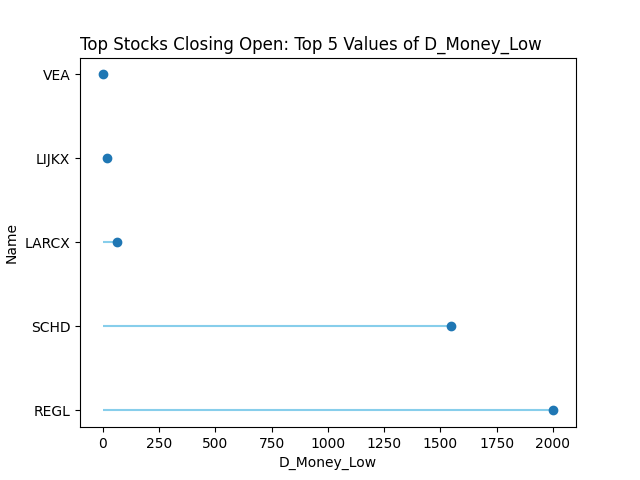 Top Stocks Closing Open: Top 5 Values of D_Money_Low
VEA
LIJKX
LARCX
SCHD
REGL
Name
0 250 500 750 1000 1250 1500 1750 2000
D_Money_Low